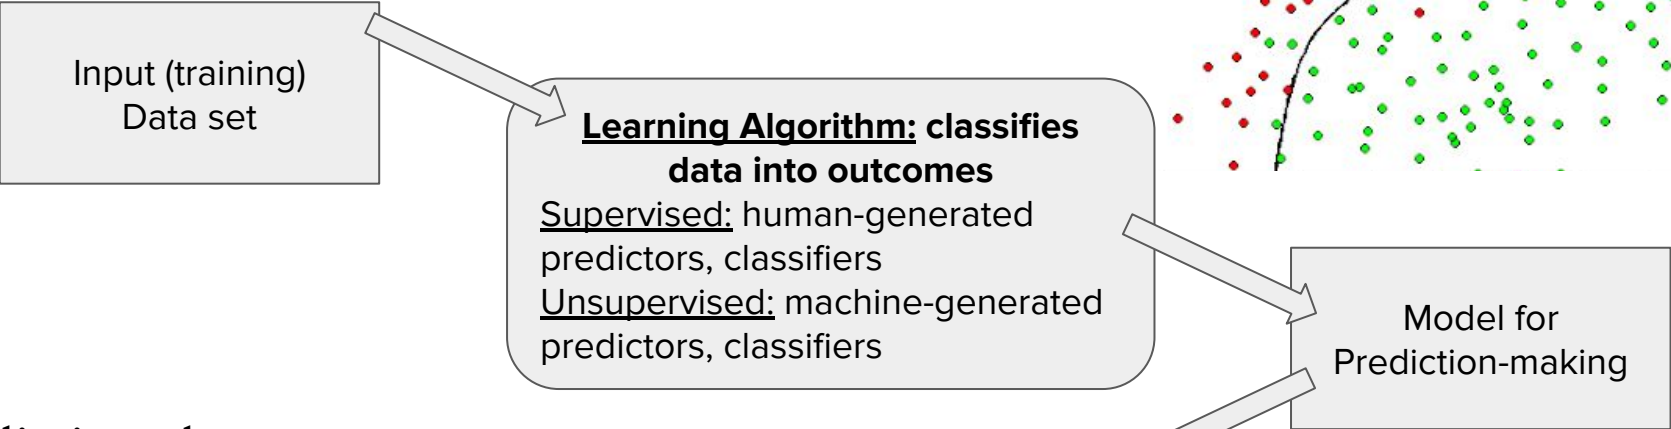 Input (training)
Data set
Learning Algorithm: classifies
data into outcomes
Supervised: human-generated
predictors, classifiers
Unsupervised: machine-generated
predictors, classifiers
Model for
Prediction-making